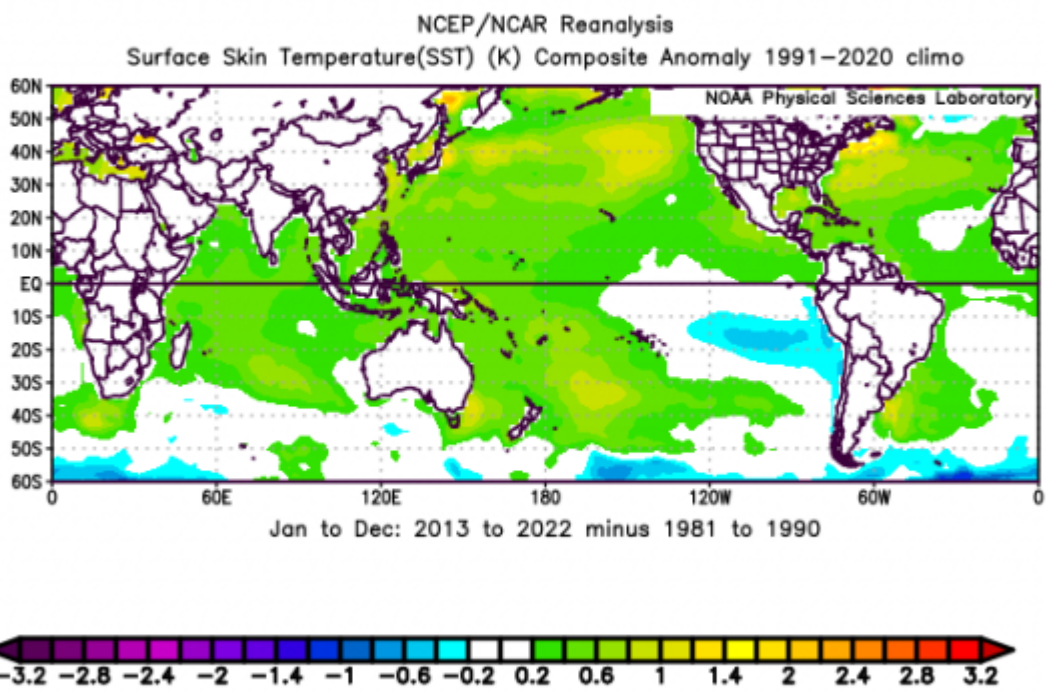 NCEP/NCAR Reanalysis
Surface Skin Temperature(SST) (K) Composite Anomaly 1991-2020 climo
NOAA Physical Sciences Laboratory
60N
50N
40N
30N
20N
10N
EQ
10S
20S
30S
40S
50S
60S
0 60E 120E 180 120W 60W 0
Jan to Dec: 2013 to 2022 minus 1981 to 1990
-3.2 -2.8 -2.4 -2 -1.4 -1 -0.6 -0.2 0.2 0.6 1 1.4 2 2.4 2.8 3.2